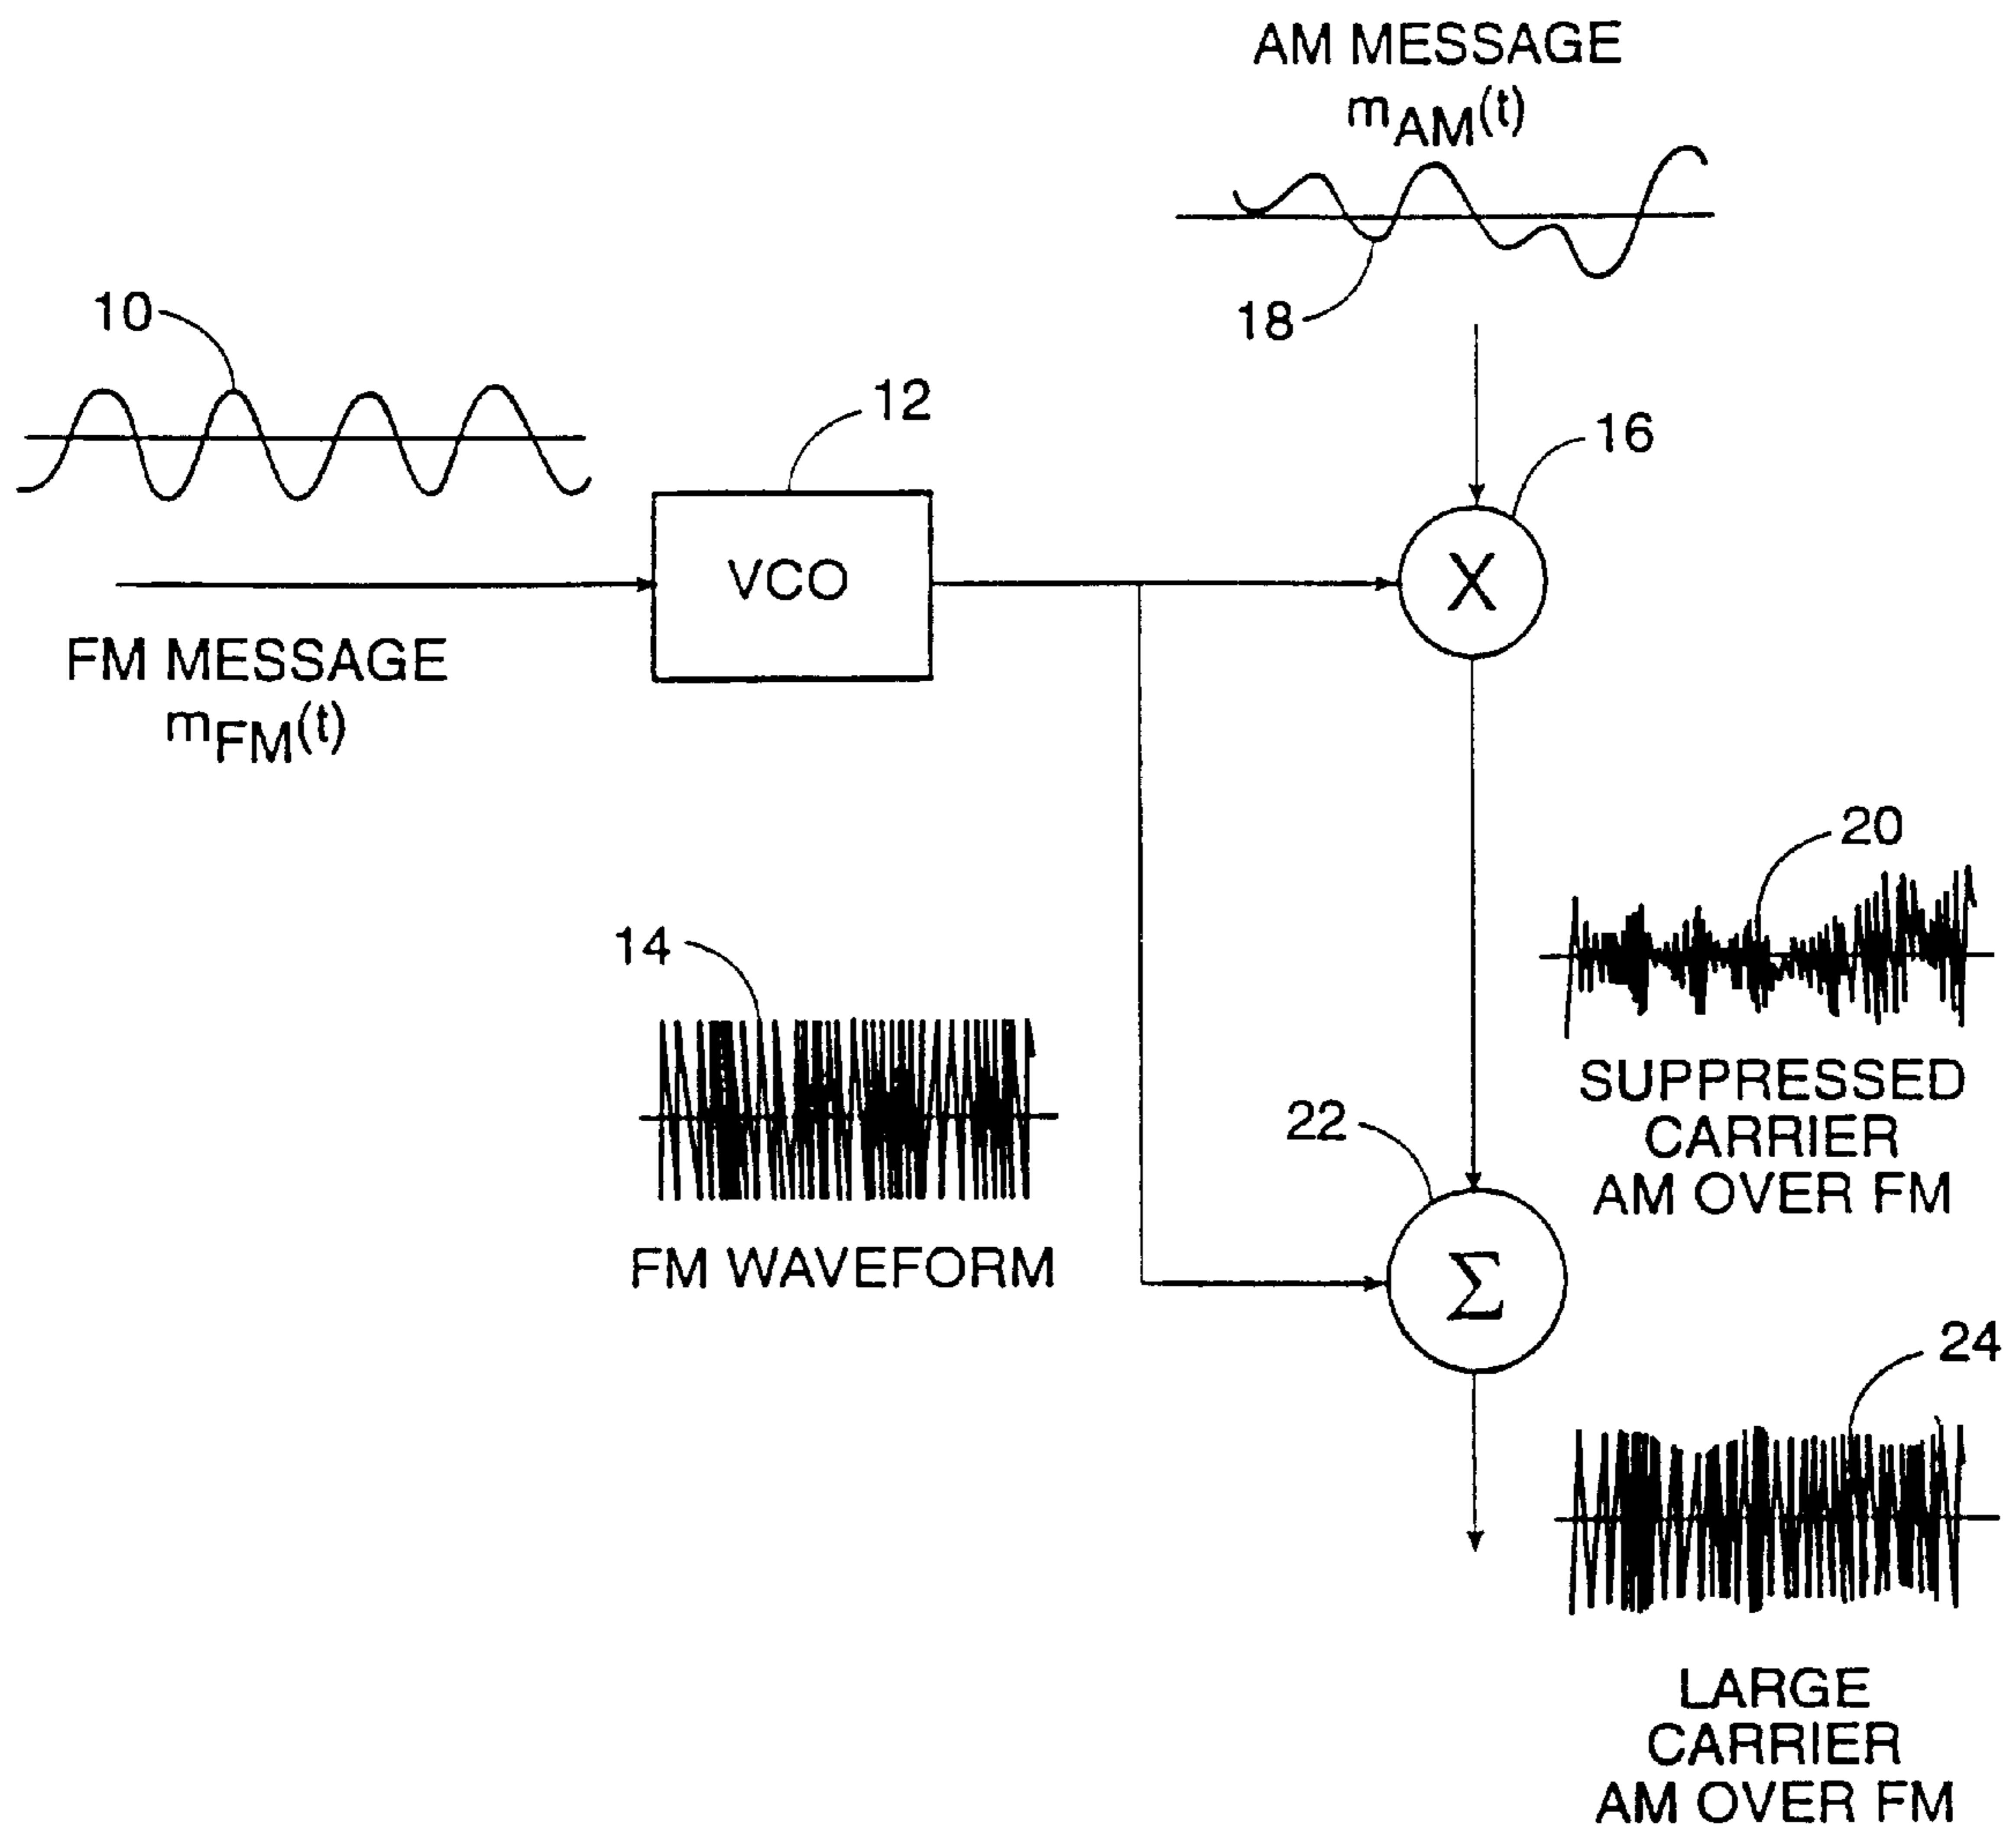 AM MESSAGE
mAM(t)
18
10
12
16
VCO
X
FM MESSAGE
mFM(t)
20
14
SUPPRESSED
CARRIER
AM OVER FM
22
FM WAVEFORM
Σ
24
LARGE
CARRIER
AM OVER FM